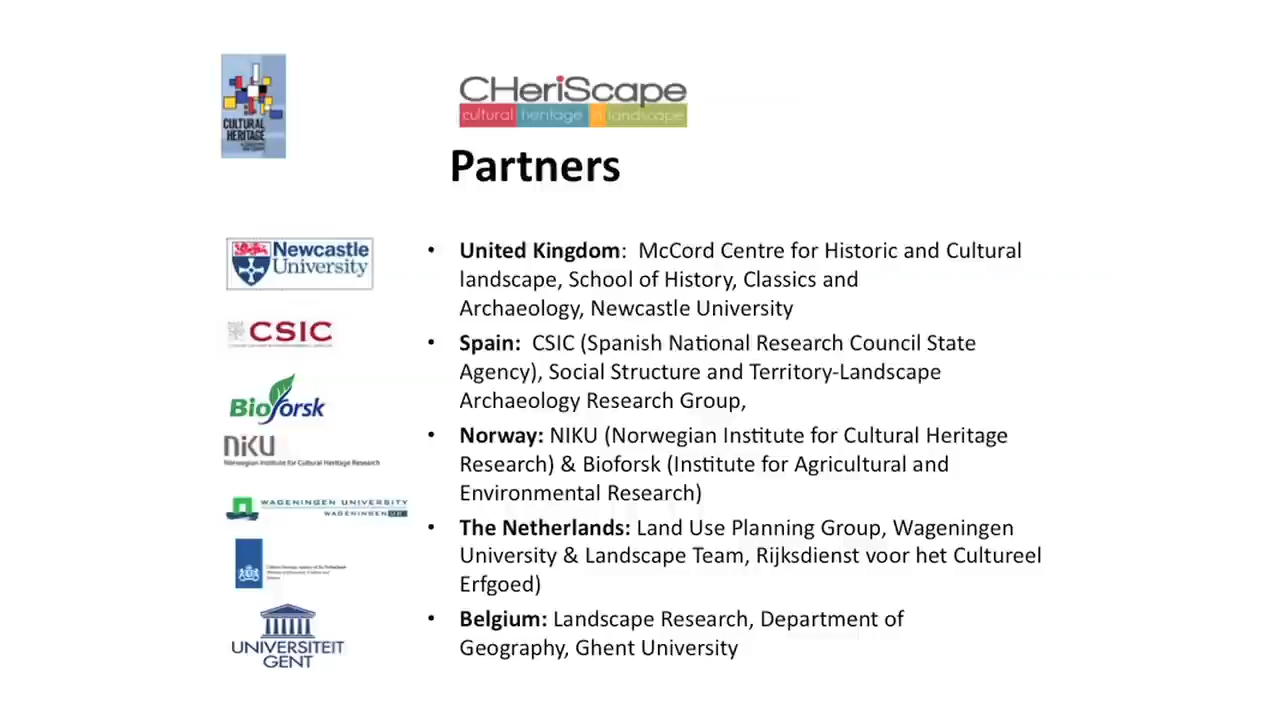 CULTURAL
HERITAGE
CHeriScape
cultural heritage in landscape
Partners
Newcastle
University
• United Kingdom: McCord Centre for Historic and Cultural
landscape, School of History, Classics and
Archaeology, Newcastle University
CSIC
• Spain: CSIC (Spanish National Research Council State
Agency), Social Structure and Territory-Landscape
Archaeology Research Group,
Bioforsk
NIKU
Norwegian Institute for Cultural Heritage Research
• Norway: NIKU (Norwegian Institute for Cultural Heritage
Research) & Bioforsk (Institute for Agricultural and
Environmental Research)
WAGENINGEN UNIVERSITY
WAGENINGEN UR
• The Netherlands: Land Use Planning Group, Wageningen
University & Landscape Team, Rijksdienst voor het Cultureel
Erfgoed)
UNIVERSITEIT
GENT
• Belgium: Landscape Research, Department of
Geography, Ghent University